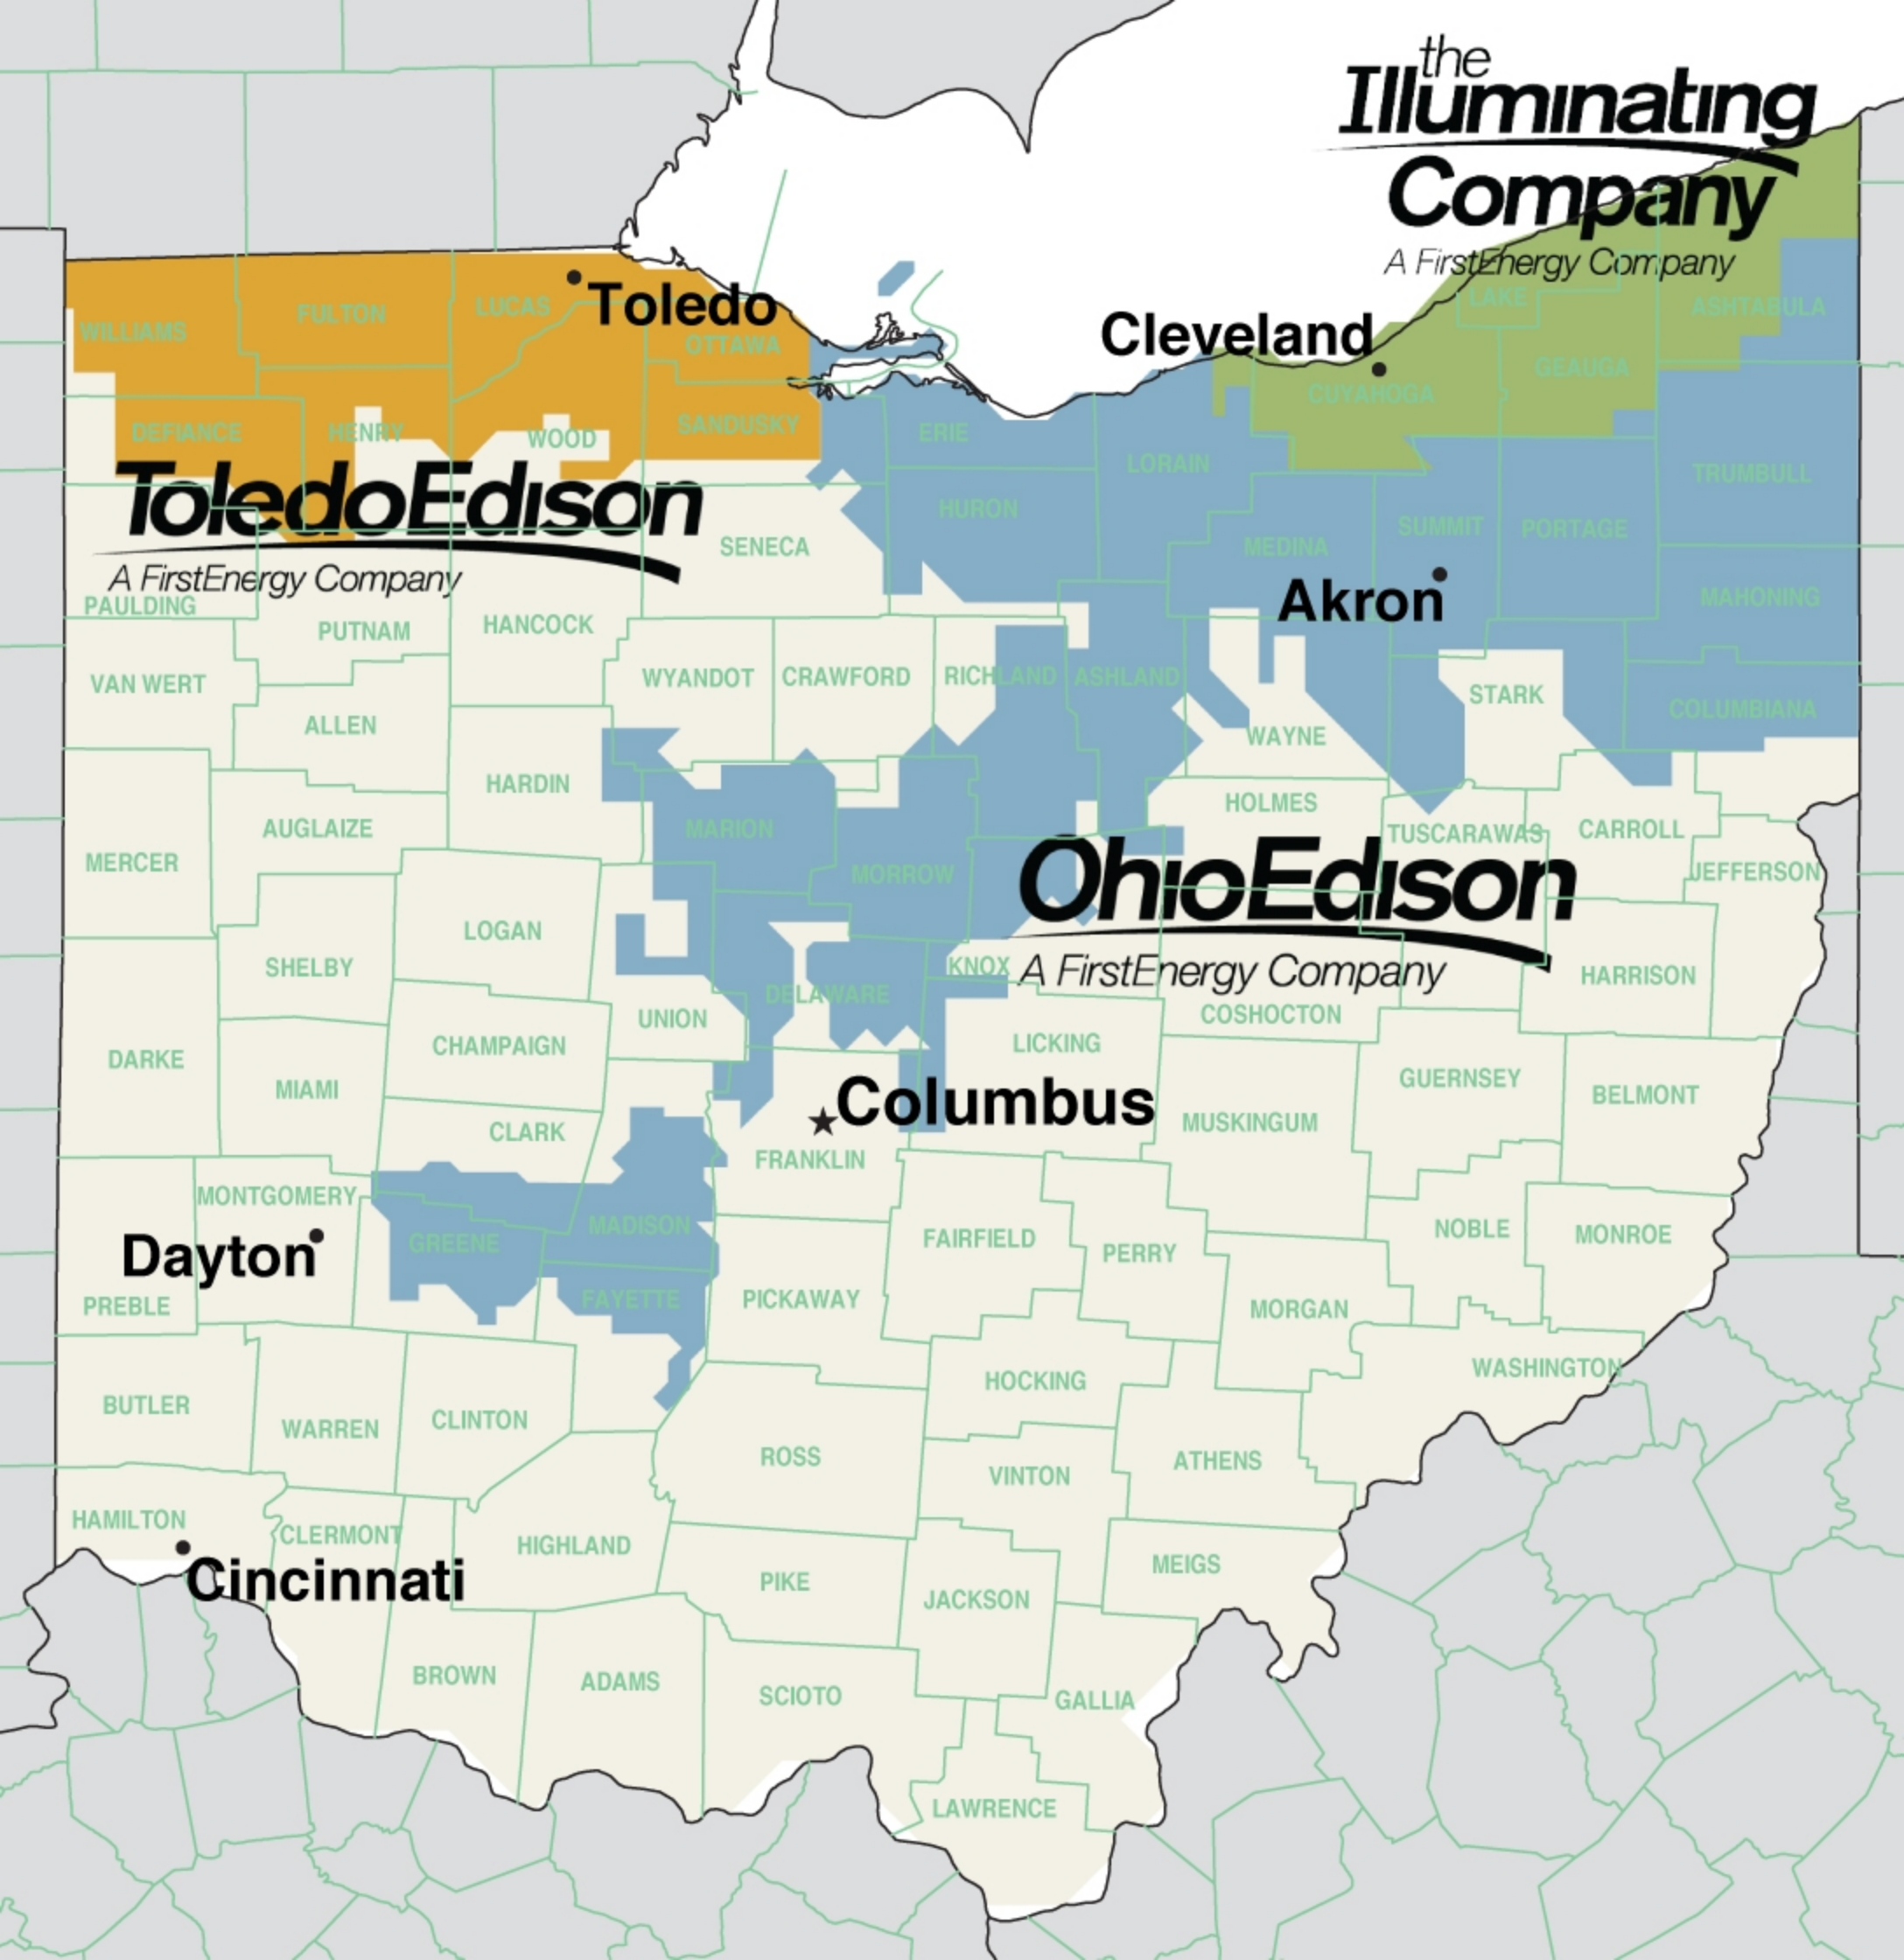 the
Illuminating
Company
A FirstEnergy Company
Toledo
Cleveland
LAKE
ASHTABULA
WILLIAMS
FULTON
LUCAS
OTTAWA
GEAUGA
CUYAHOGA
DEFIANCE
HENRY
WOOD
SANDUSKY
ERIE
LORAIN
TRUMBULL
ToledoEdison
A FirstEnergy Company
SENECA
HURON
MEDINA
SUMMIT
PORTAGE
Akron
MAHONING
PAULDING
PUTNAM
HANCOCK
VAN WERT
WYANDOT
CRAWFORD
RICHLAND
ASHLAND
STARK
COLUMBIANA
ALLEN
WAYNE
HARDIN
HOLMES
AUGLAIZE
MARION
TUSCARAWAS
CARROLL
MERCER
MORROW
JEFFERSON
OhioEdison
A FirstEnergy Company
LOGAN
SHELBY
KNOX
HARRISON
DELAWARE
UNION
COSHOCTON
DARKE
CHAMPAIGN
LICKING
MIAMI
GUERNSEY
BELMONT
Columbus
CLARK
MUSKINGUM
FRANKLIN
MONTGOMERY
MADISON
Dayton
GREENE
FAIRFIELD
PERRY
NOBLE
MONROE
PREBLE
FAYETTE
PICKAWAY
MORGAN
WASHINGTON
BUTLER
WARREN
CLINTON
HOCKING
ROSS
VINTON
ATHENS
HAMILTON
CLERMONT
HIGHLAND
Cincinnati
PIKE
JACKSON
MEIGS
BROWN
ADAMS
SCIOTO
GALLIA
LAWRENCE